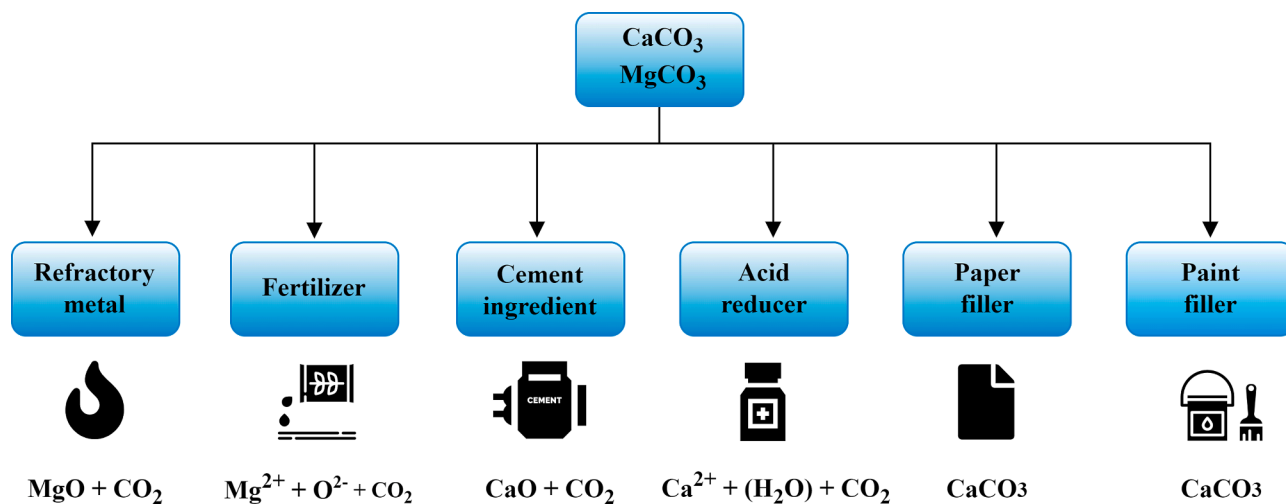 CaCO₃
MgCO₃
Refractory
metal
Fertilizer
Cement
ingredient
Acid
reducer
Paper
filler
Paint
filler
CEMENT
MgO + CO₂
Mg²⁺ + O²⁻ + CO₂
CaO + CO₂
Ca²⁺ + (H₂O) + CO₂
CaCO₃
CaCO₃